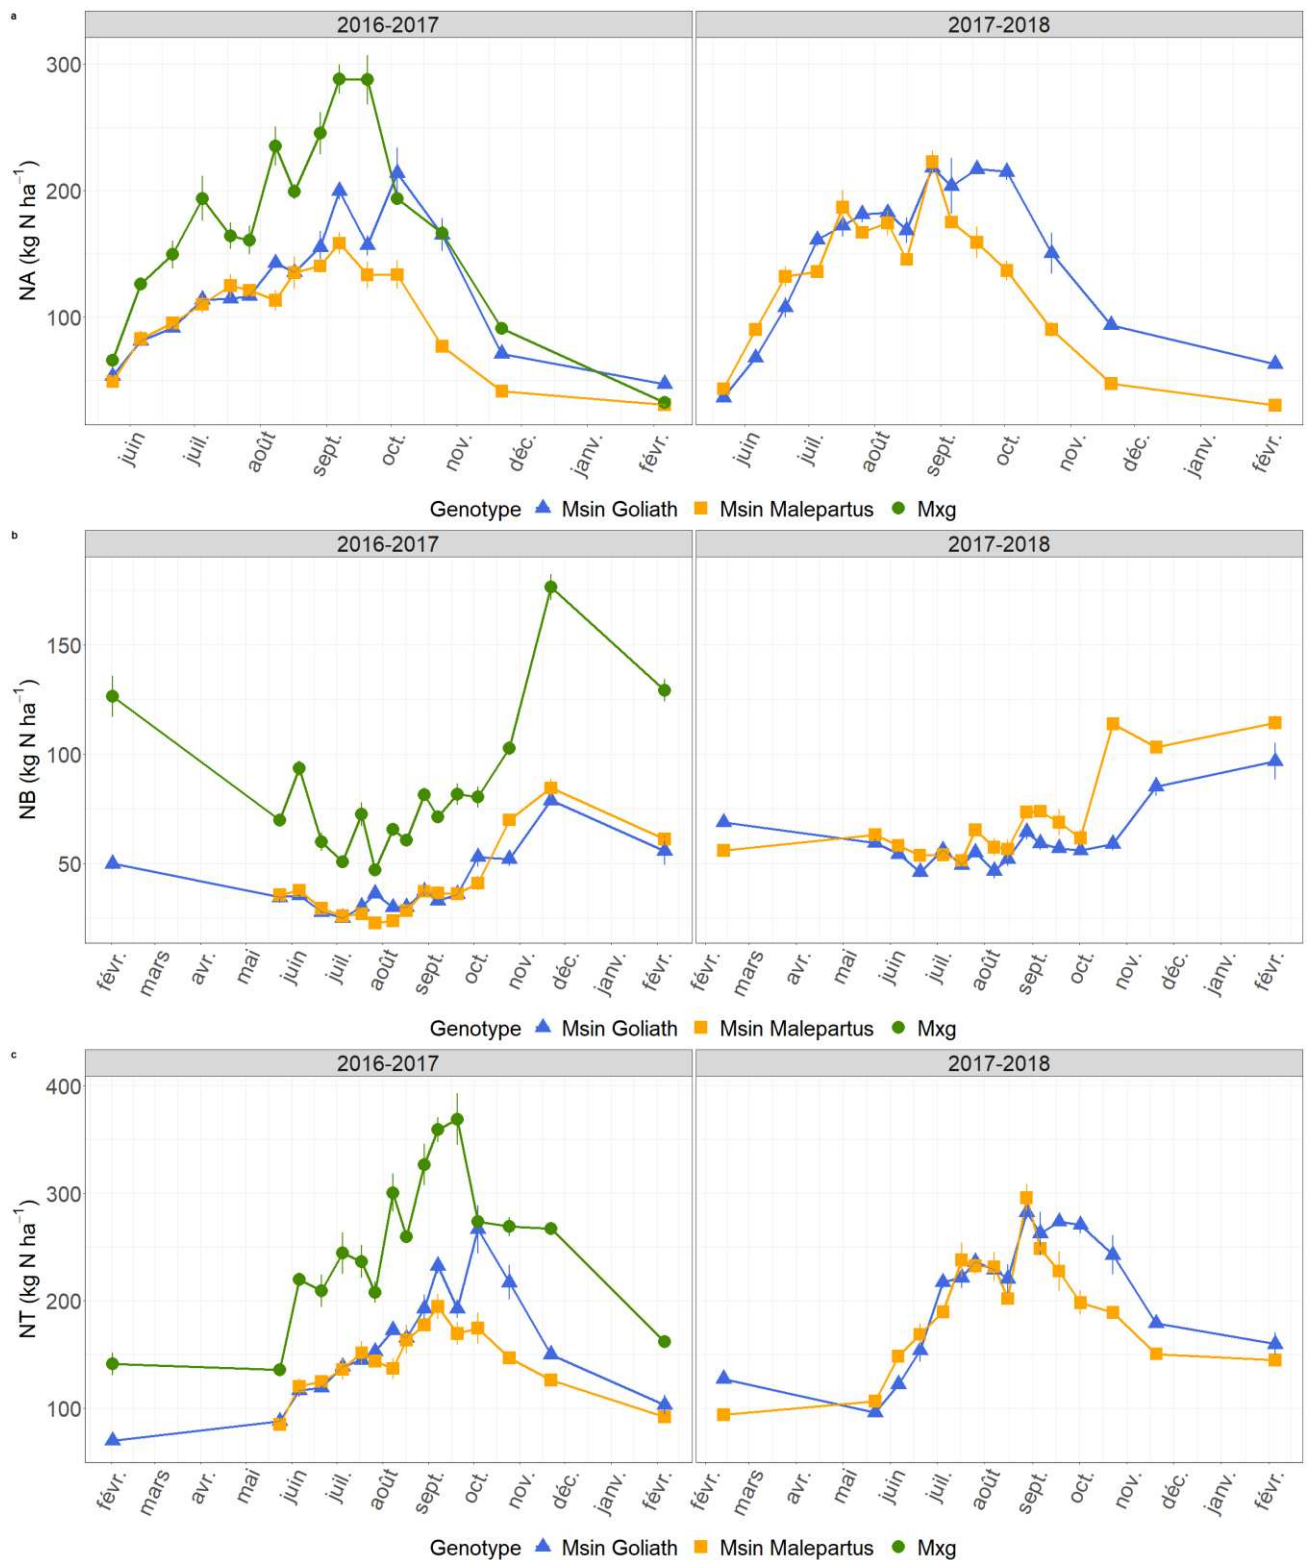 a
2016-2017
2017-2018
NA (kg N ha⁻¹)
300
200
100
juin
juil.
août
sept.
oct.
nov.
déc.
janv.
févr.
juin
juil.
août
sept.
oct.
nov.
déc.
janv.
févr.
Genotype Msin Goliath Msin Malepartus Mxg
b
2016-2017
2017-2018
NB (kg N ha⁻¹)
150
100
50
févr.
mars
avr.
mai
juin
juil.
août
sept.
oct.
nov.
déc.
janv.
févr.
févr.
mars
avr.
mai
juin
juil.
août
sept.
oct.
nov.
déc.
janv.
févr.
Genotype Msin Goliath Msin Malepartus Mxg
c
2016-2017
2017-2018
NT (kg N ha⁻¹)
400
300
200
100
févr.
mars
avr.
mai
juin
juil.
août
sept.
oct.
nov.
déc.
janv.
févr.
févr.
mars
avr.
mai
juin
juil.
août
sept.
oct.
nov.
déc.
janv.
févr.
Genotype Msin Goliath Msin Malepartus Mxg